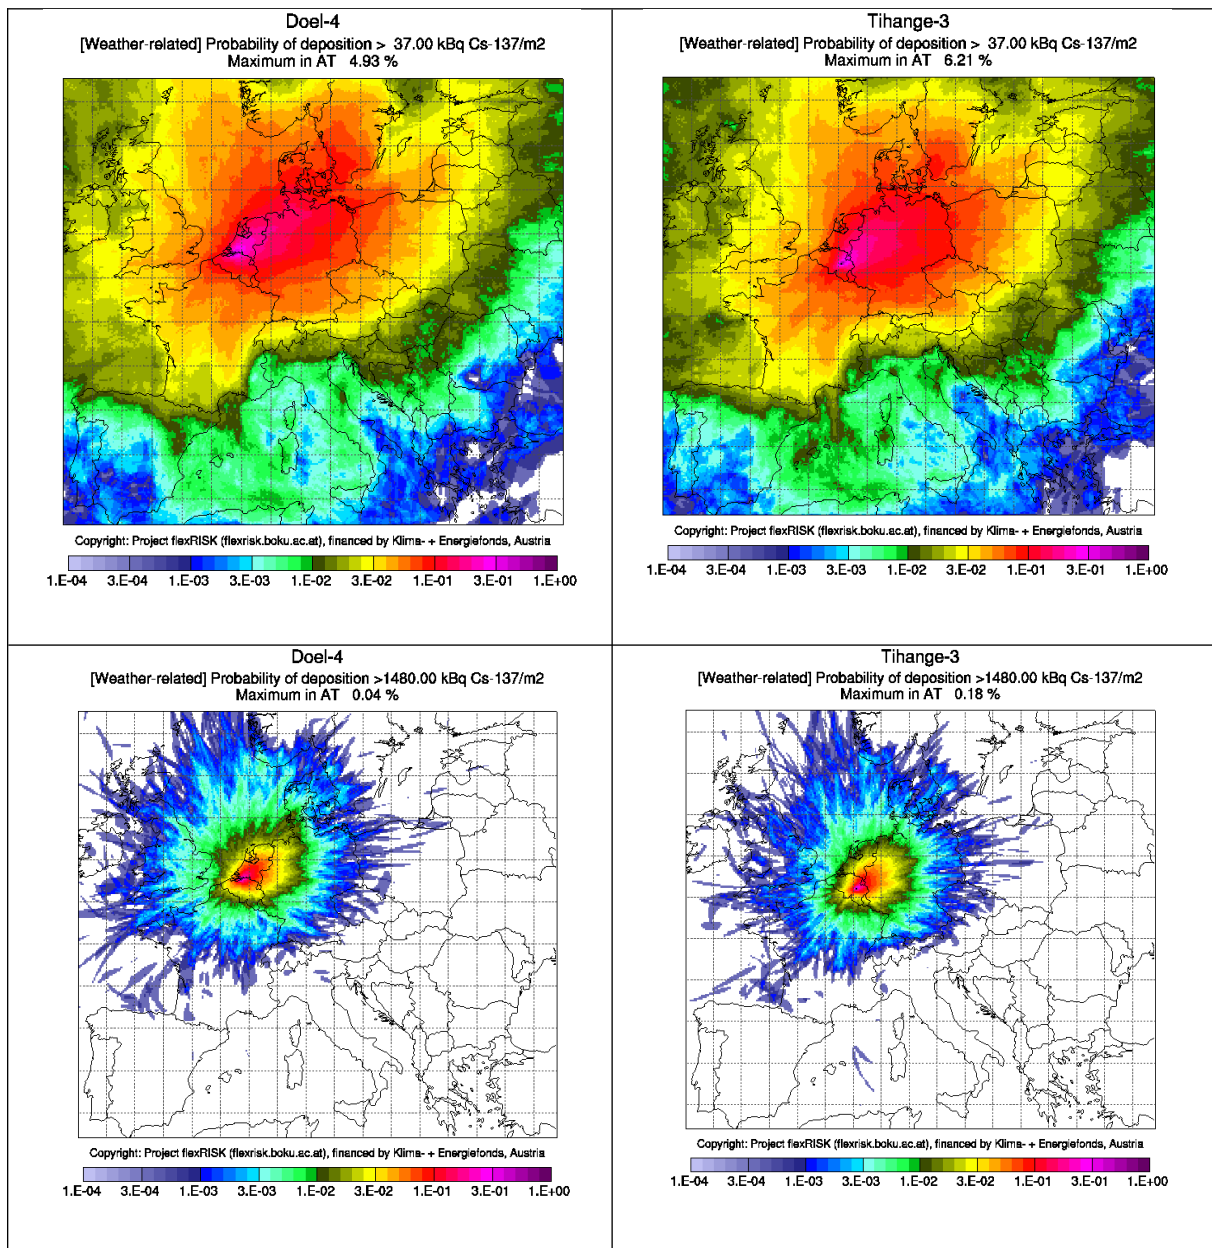 Doel-4
[Weather-related] Probability of deposition >  37.00 kBq Cs-137/m2
Maximum in AT   4.93 %
Copyright: Project flexRISK (flexrisk.boku.ac.at), financed by Klima- + Energiefonds, Austria
1.E-04 3.E-04 1.E-03 3.E-03 1.E-02 3.E-02 1.E-01 3.E-01 1.E+00
Tihange-3
[Weather-related] Probability of deposition >  37.00 kBq Cs-137/m2
Maximum in AT   6.21 %
Copyright: Project flexRISK (flexrisk.boku.ac.at), financed by Klima- + Energiefonds, Austria
1.E-04 3.E-04 1.E-03 3.E-03 1.E-02 3.E-02 1.E-01 3.E-01 1.E+00
Doel-4
[Weather-related] Probability of deposition >1480.00 kBq Cs-137/m2
Maximum in AT   0.04 %
Copyright: Project flexRISK (flexrisk.boku.ac.at), financed by Klima- + Energiefonds, Austria
1.E-04 3.E-04 1.E-03 3.E-03 1.E-02 3.E-02 1.E-01 3.E-01 1.E+00
Tihange-3
[Weather-related] Probability of deposition >1480.00 kBq Cs-137/m2
Maximum in AT   0.18 %
Copyright: Project flexRISK (flexrisk.boku.ac.at), financed by Klima- + Energiefonds, Austria
1.E-04 3.E-04 1.E-03 3.E-03 1.E-02 3.E-02 1.E-01 3.E-01 1.E+00